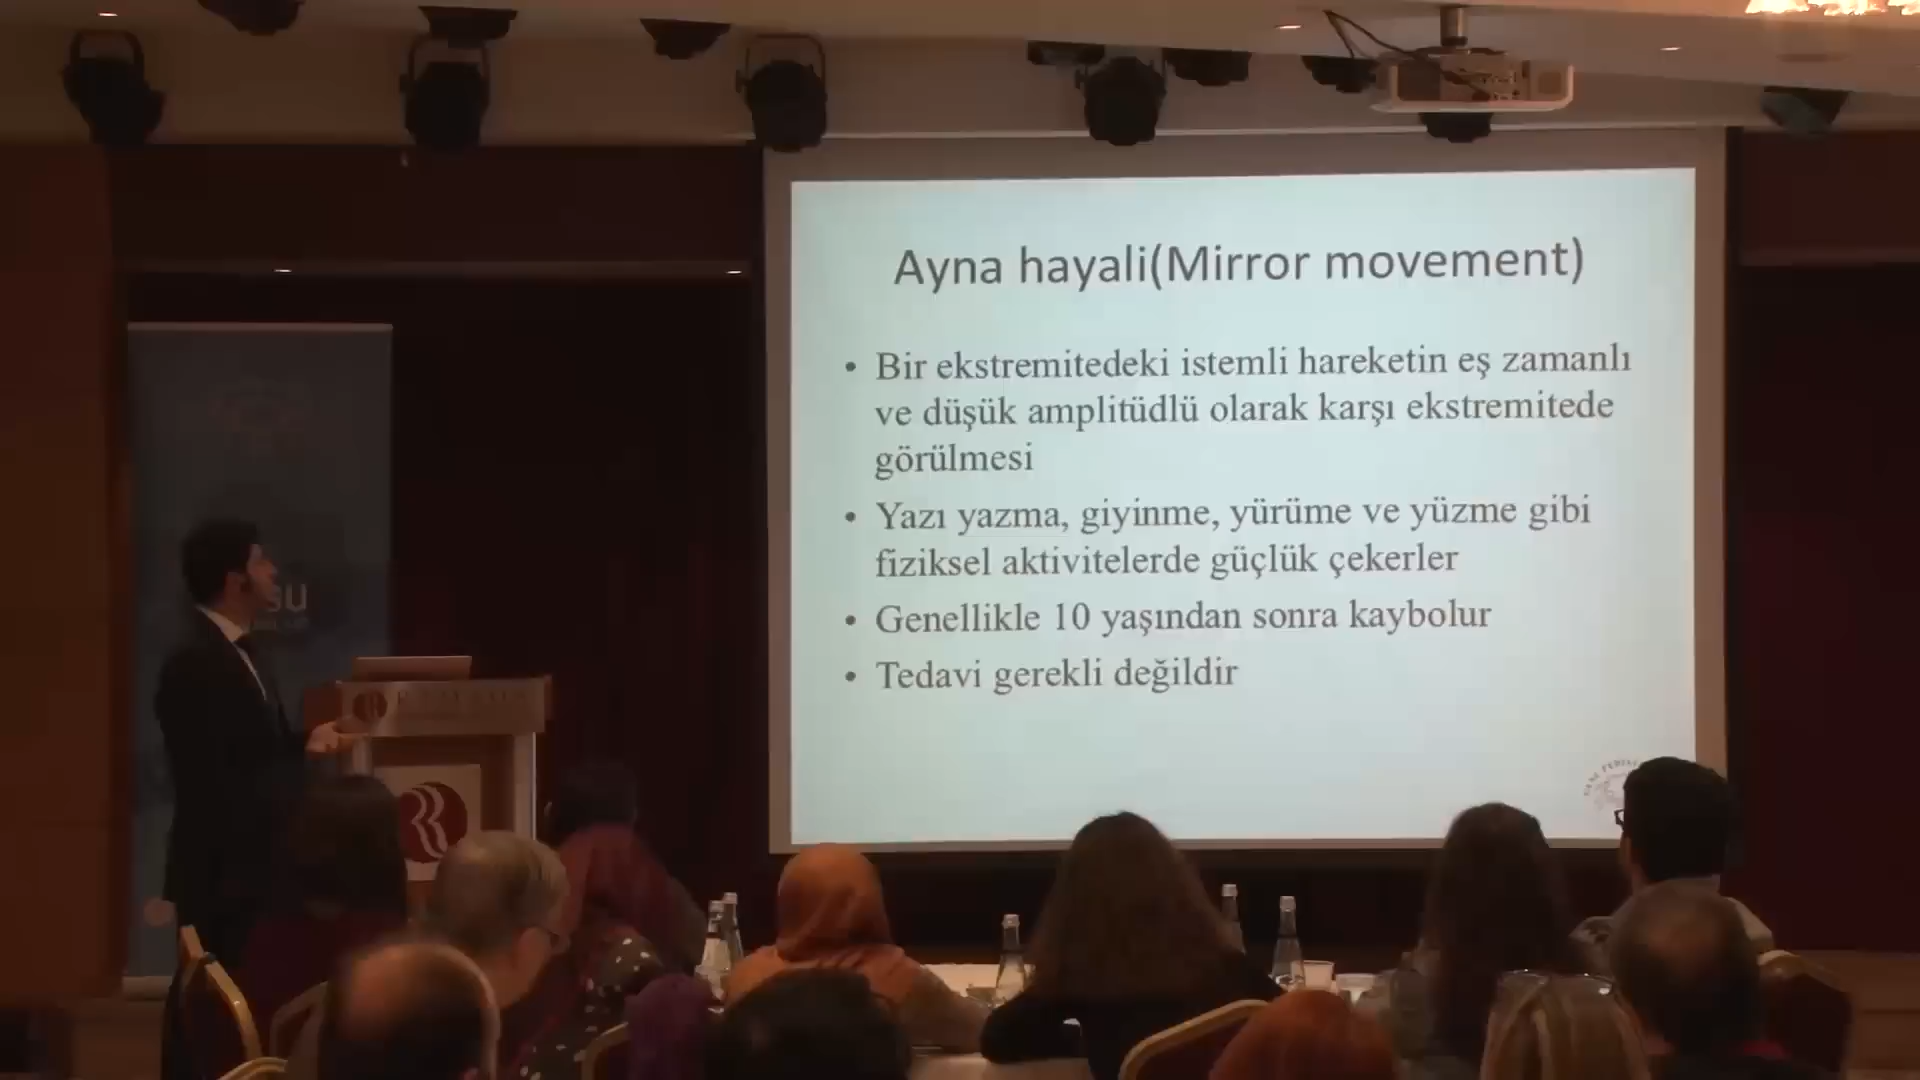 Ayna hayali(Mirror movement)
• Bir ekstremitedeki istemli hareketin eş zamanlı
ve düşük amplitüdlü olarak karşı ekstremitede
görülmesi
• Yazı yazma, giyinme, yürüme ve yüzme gibi
fiziksel aktivitelerde güçlük çekerler
• Genellikle 10 yaşından sonra kaybolur
• Tedavi gerekli değildir